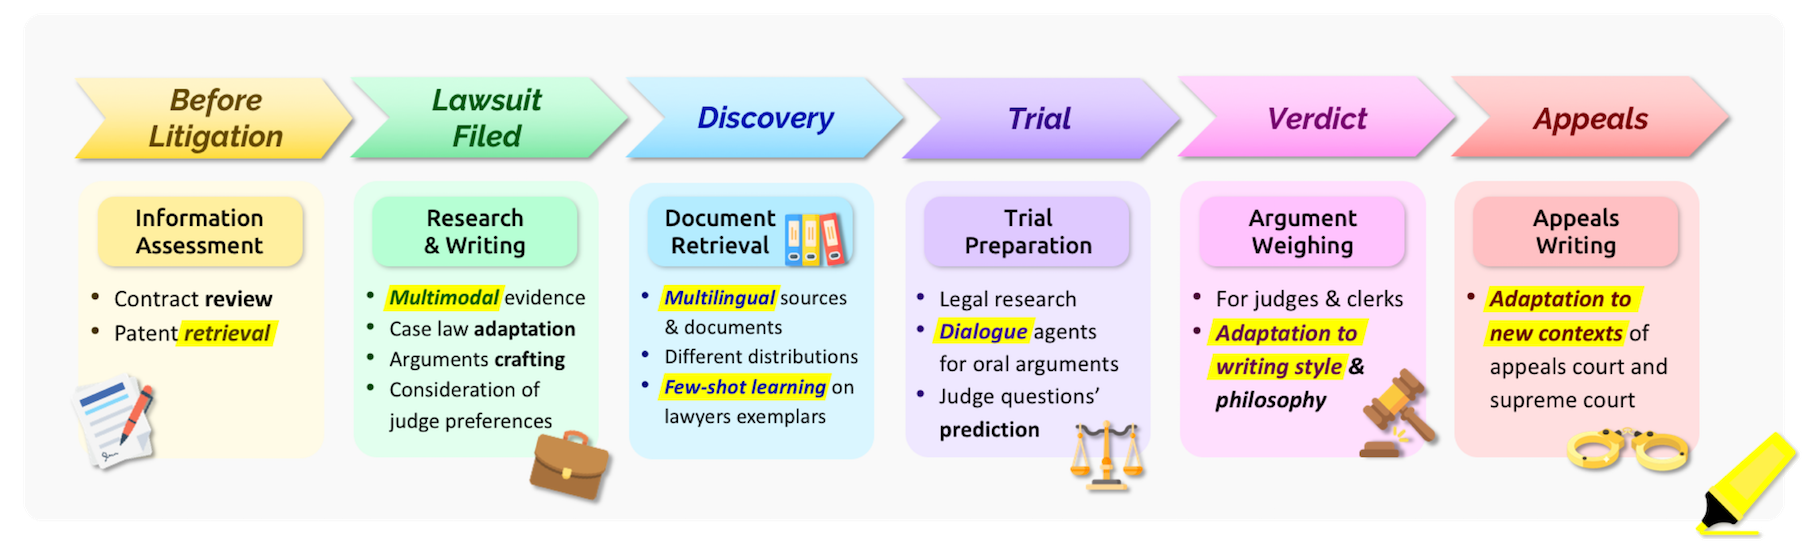 Before
Litigation
Lawsuit
Filed
Discovery
Trial
Verdict
Appeals
Information
Assessment
• Contract review
• Patent retrieval
Research
& Writing
• Multimodal evidence
• Case law adaptation
• Arguments crafting
• Consideration of
judge preferences
Document
Retrieval
• Multilingual sources
& documents
• Different distributions
• Few-shot learning on
lawyers exemplars
Trial
Preparation
• Legal research
• Dialogue agents
for oral arguments
• Judge questions’
prediction
Argument
Weighing
• For judges & clerks
• Adaptation to
writing style &
philosophy
Appeals
Writing
• Adaptation to
new contexts of
appeals court and
supreme court